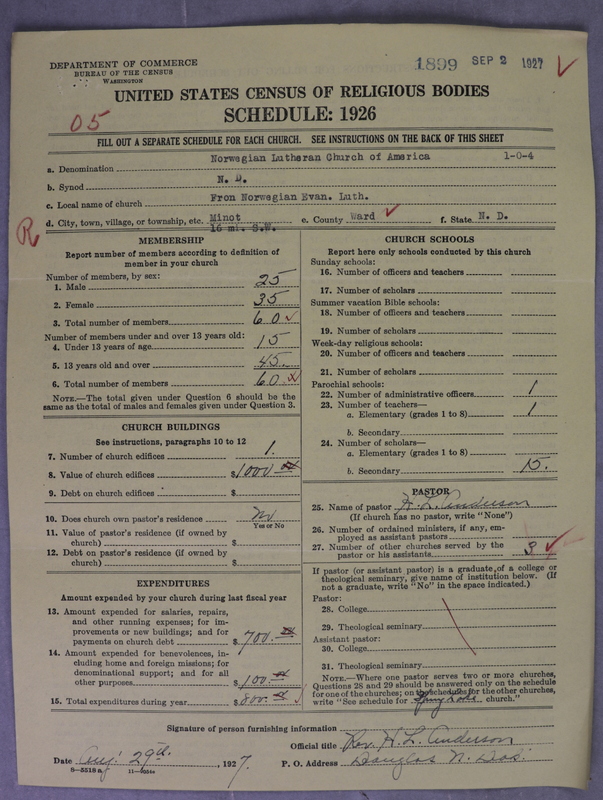 DEPARTMENT OF COMMERCE
BUREAU OF THE CENSUS
WASHINGTON
1899 SEP 2 1927
UNITED STATES CENSUS OF RELIGIOUS BODIES
SCHEDULE: 1926
05
FILL OUT A SEPARATE SCHEDULE FOR EACH CHURCH. SEE INSTRUCTIONS ON THE BACK OF THIS SHEET
a. Denomination Norwegian Lutheran Church of America 1-0-4
b. Synod N. D.
c. Local name of church Fron Norwegian Evan. Luth.
d. City, town, village, or township, etc. Minot 16 mi. S.W. e. County Ward f. State N. D.
R
MEMBERSHIP
Report number of members according to definition of member in your church
Number of members, by sex:
1. Male 25
2. Female 35
3. Total number of members 60
Number of members under and over 13 years old:
4. Under 13 years of age 15
5. 13 years old and over 45
6. Total number of members 60
NOTE.—The total given under Question 6 should be the
same as the total of males and females given under Question 3.
CHURCH BUILDINGS
See instructions, paragraphs 10 to 12
7. Number of church edifices 1.
8. Value of church edifices $1000
9. Debt on church edifices $
10. Does church own pastor's residence No
Yes or No
11. Value of pastor's residence (if owned by
church) $
12. Debt on pastor's residence (if owned by
church) $
EXPENDITURES
Amount expended by your church during last fiscal year
13. Amount expended for salaries, repairs,
and other running expenses; for im-
provements or new buildings; and for
payments on church debt $700.
14. Amount expended for benevolences, in-
cluding home and foreign missions; for
denominational support; and for all
other purposes $100.
15. Total expenditures during year $800.
CHURCH SCHOOLS
Report here only schools conducted by this church
Sunday schools:
16. Number of officers and teachers
17. Number of scholars
Summer vacation Bible schools:
18. Number of officers and teachers
19. Number of scholars
Week-day religious schools:
20. Number of officers and teachers
21. Number of scholars
Parochial schools:
22. Number of administrative officers 1
23. Number of teachers—
a. Elementary (grades 1 to 8) 1
b. Secondary
24. Number of scholars—
a. Elementary (grades 1 to 8)
b. Secondary 15.
PASTOR
25. Name of pastor H. L. Anderson
(If church has no pastor, write "None")
26. Number of ordained ministers, if any, em-
ployed as assistant pastors
27. Number of other churches served by the
pastor or his assistants 3
If pastor (or assistant pastor) is a graduate of a college or
theological seminary, give name of institution below. (If
not a graduate, write "No" in the space indicated.)
Pastor:
28. College
29. Theological seminary
Assistant pastor:
30. College
31. Theological seminary
NOTE.—Where one pastor serves two or more churches,
Questions 28 and 29 should be answered only on the schedule
for one of the churches; on the schedules for the other churches,
write "See schedule for church."
Signature of person furnishing information
Official title Rev. H. L. Anderson
Date Aug. 29th, 1927. P. O. Address Douglas N. Dak.
8—5518a